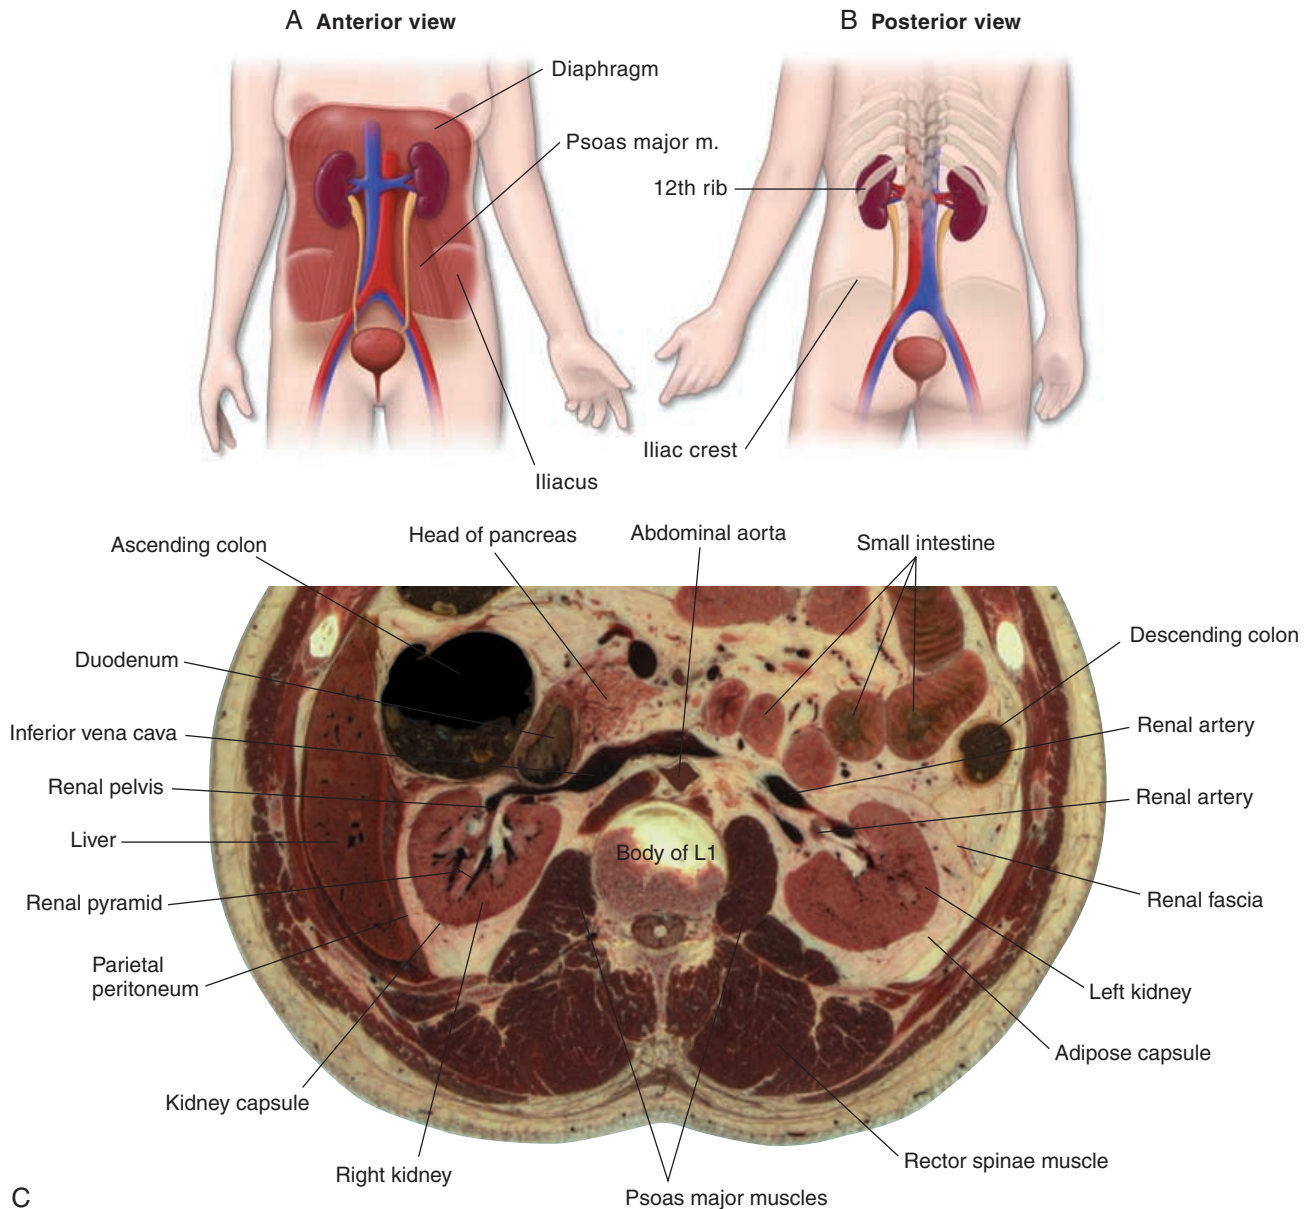 A Anterior view
B Posterior view
Diaphragm
Psoas major m.
12th rib
Iliac crest
Iliacus
Ascending colon
Head of pancreas
Abdominal aorta
Small intestine
Duodenum
Descending colon
Inferior vena cava
Renal artery
Renal pelvis
Renal artery
Liver
Body of L1
Renal pyramid
Renal fascia
Parietal
peritoneum
Left kidney
Adipose capsule
Kidney capsule
Rector spinae muscle
Right kidney
Psoas major muscles
C